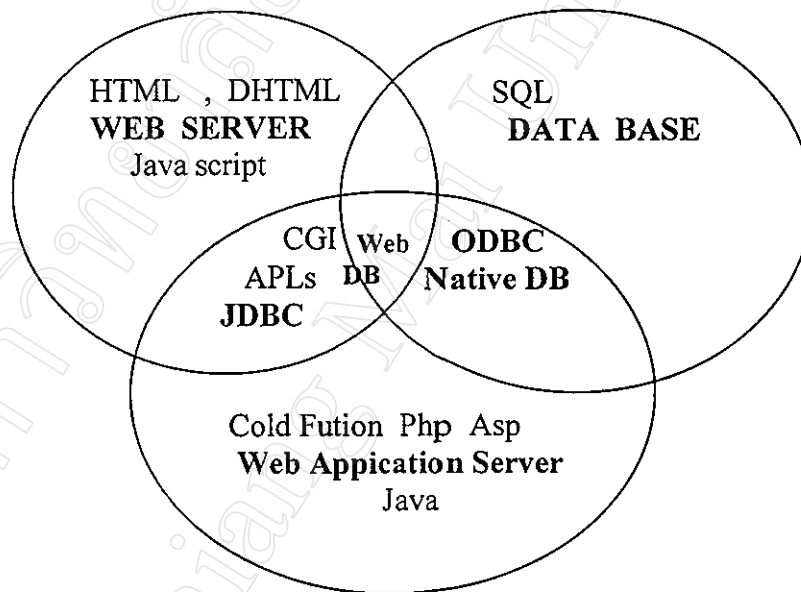 HTML , DHTML
WEB SERVER
Java script
SQL
DATA BASE
CGI
APLs
JDBC
Web
DB
ODBC
Native DB
Cold Fution Php Asp
Web Appication Server
Java